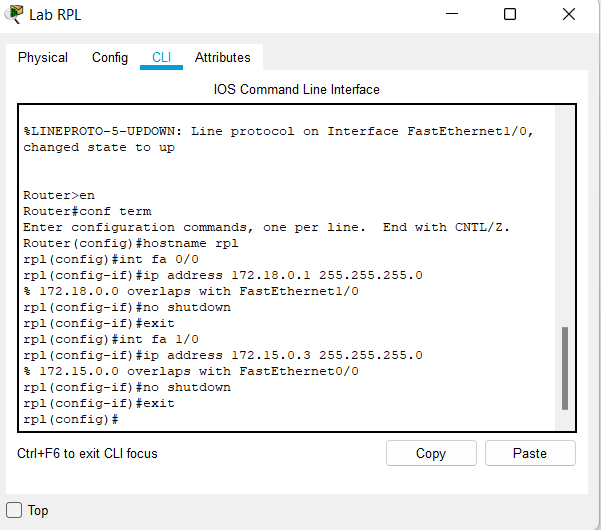 Lab RPL
Physical Config CLI Attributes
IOS Command Line Interface
%LINEPROTO-5-UPDOWN: Line protocol on Interface FastEthernet1/0,
changed state to up
Router>en
Router#conf term
Enter configuration commands, one per line.  End with CNTL/Z.
Router(config)#hostname rpl
rpl(config)#int fa 0/0
rpl(config-if)#ip address 172.18.0.1 255.255.255.0
% 172.18.0.0 overlaps with FastEthernet1/0
rpl(config-if)#no shutdown
rpl(config-if)#exit
rpl(config)#int fa 1/0
rpl(config-if)#ip address 172.15.0.3 255.255.255.0
% 172.15.0.0 overlaps with FastEthernet0/0
rpl(config-if)#no shutdown
rpl(config-if)#exit
rpl(config)#
Ctrl+F6 to exit CLI focus
Copy
Paste
Top